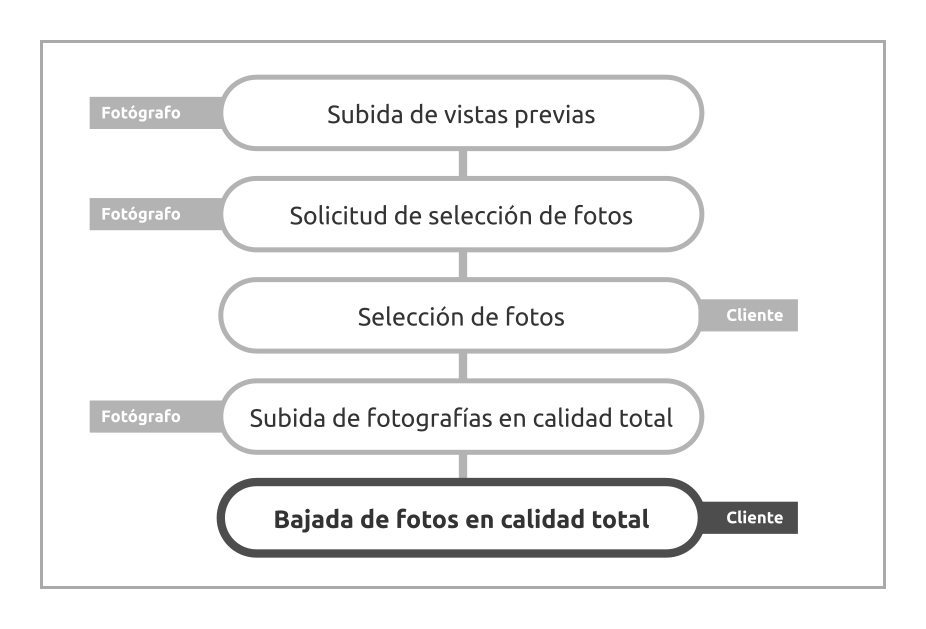 Fotógrafo
Subida de vistas previas
Fotógrafo
Solicitud de selección de fotos
Selección de fotos
Cliente
Fotógrafo
Subida de fotografías en calidad total
Bajada de fotos en calidad total
Cliente